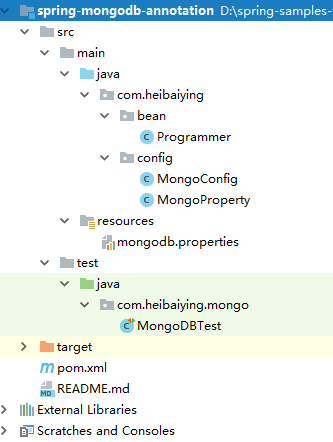 spring-mongodb-annotation D:\spring-samples-
src
main
java
com.heibaiying
bean
Programmer
config
MongoConfig
MongoProperty
resources
mongodb.properties
test
java
com.heibaiying.mongo
MongoDBTest
target
pom.xml
README.md
External Libraries
Scratches and Consoles